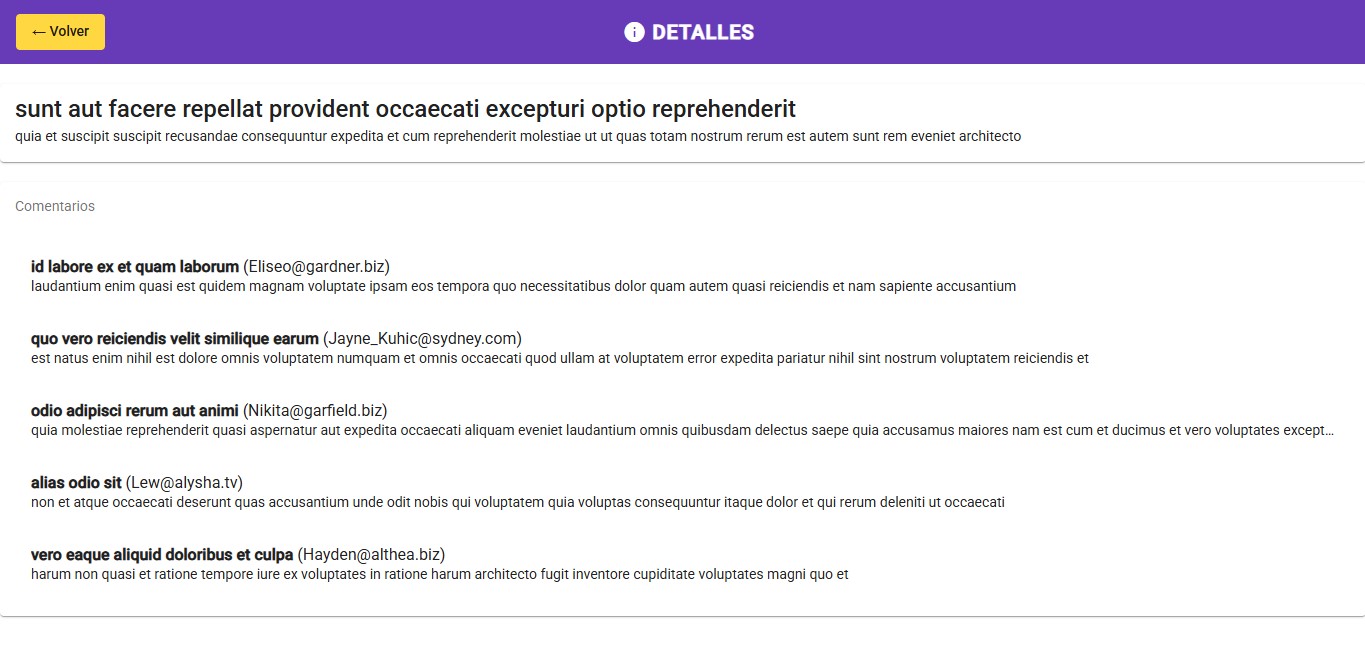 ← Volver
DETALLES
sunt aut facere repellat provident occaecati excepturi optio reprehenderit
quia et suscipit suscipit recusandae consequuntur expedita et cum reprehenderit molestiae ut ut quas totam nostrum rerum est autem sunt rem eveniet architecto
Comentarios
id labore ex et quam laborum (Eliseo@gardner.biz)
laudantium enim quasi est quidem magnam voluptate ipsam eos tempora quo necessitatibus dolor quam autem quasi reiciendis et nam sapiente accusantium
quo vero reiciendis velit similique earum (Jayne_Kuhic@sydney.com)
est natus enim nihil est dolore omnis voluptatem numquam et omnis occaecati quod ullam at voluptatem error expedita pariatur nihil sint nostrum voluptatem reiciendis et
odio adipisci rerum aut animi (Nikita@garfield.biz)
quia molestiae reprehenderit quasi aspernatur aut expedita occaecati aliquam eveniet laudantium omnis quibusdam delectus saepe quia accusamus maiores nam est cum et ducimus et vero voluptates except...
alias odio sit (Lew@alysha.tv)
non et atque occaecati deserunt quas accusantium unde odit nobis qui voluptatem quia voluptas consequuntur itaque dolor et qui rerum deleniti ut occaecati
vero eaque aliquid doloribus et culpa (Hayden@althea.biz)
harum non quasi et ratione tempore iure ex voluptates in ratione harum architecto fugit inventore cupiditate voluptates magni quo et